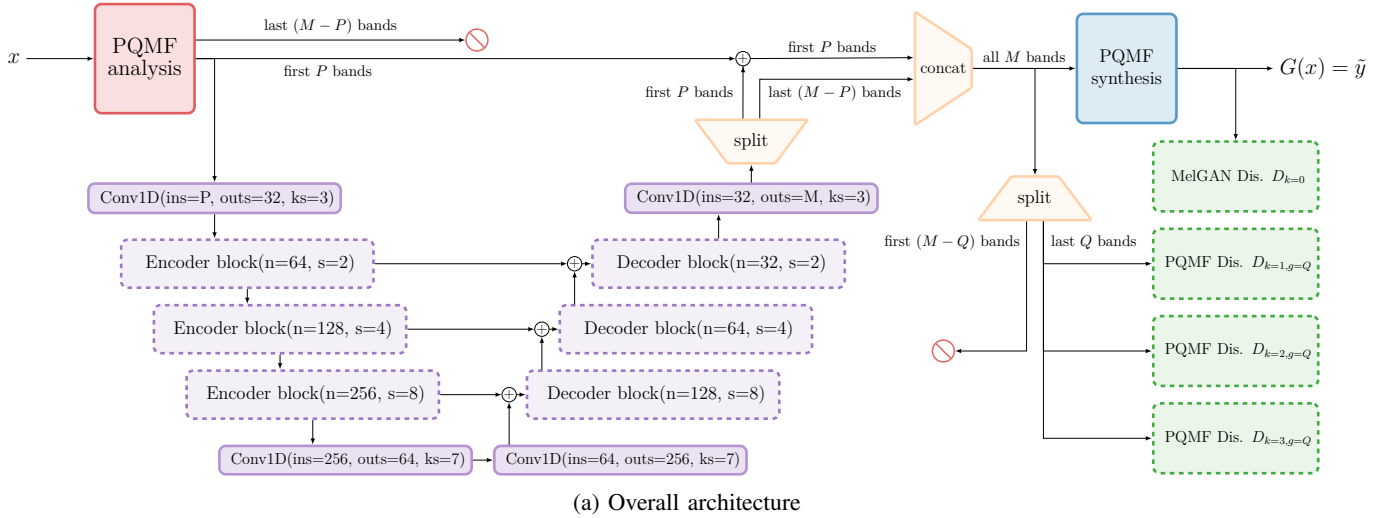 x
PQMF
analysis
last (M − P) bands
first P bands
first P bands
last (M − P) bands
first P bands
split
concat
all M bands
PQMF
synthesis
G(x) = ỹ
Conv1D(ins=P, outs=32, ks=3)
Conv1D(ins=32, outs=M, ks=3)
split
MelGAN Dis. D_{k=0}
first (M − Q) bands
last Q bands
Encoder block(n=64, s=2)
Decoder block(n=32, s=2)
PQMF Dis. D_{k=1,g=Q}
Encoder block(n=128, s=4)
Decoder block(n=64, s=4)
PQMF Dis. D_{k=2,g=Q}
Encoder block(n=256, s=8)
Decoder block(n=128, s=8)
PQMF Dis. D_{k=3,g=Q}
Conv1D(ins=256, outs=64, ks=7)
Conv1D(ins=64, outs=256, ks=7)
(a) Overall architecture